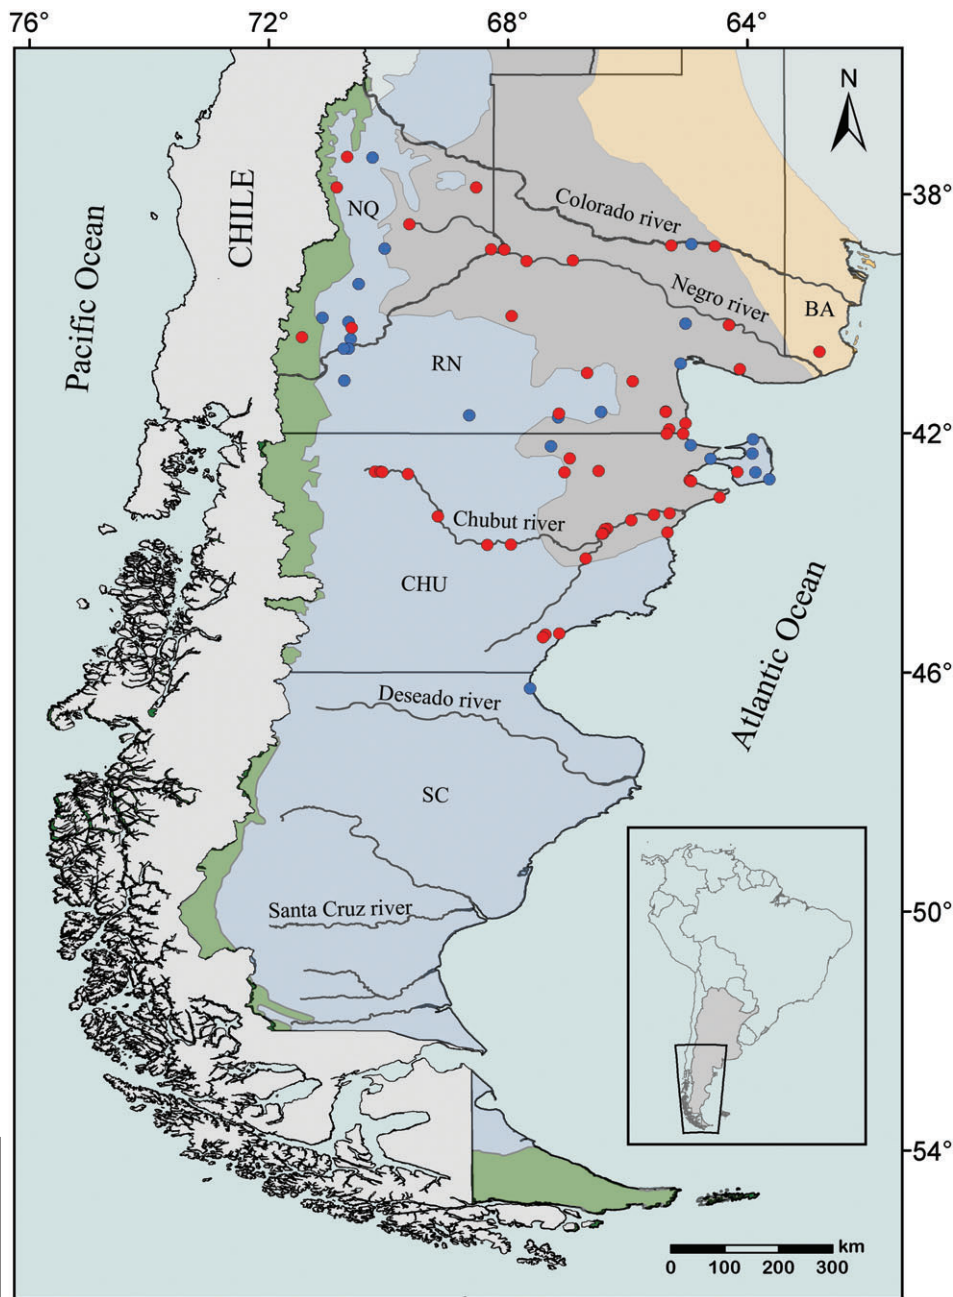 76° 72° 68° 64°
N
38°
Colorado river
NQ
CHILE
Pacific Ocean
Negro river
BA
RN
42°
Chubut river
CHU
Atlantic Ocean
46°
Deseado river
SC
50°
Santa Cruz river
54°
km
0 100 200 300